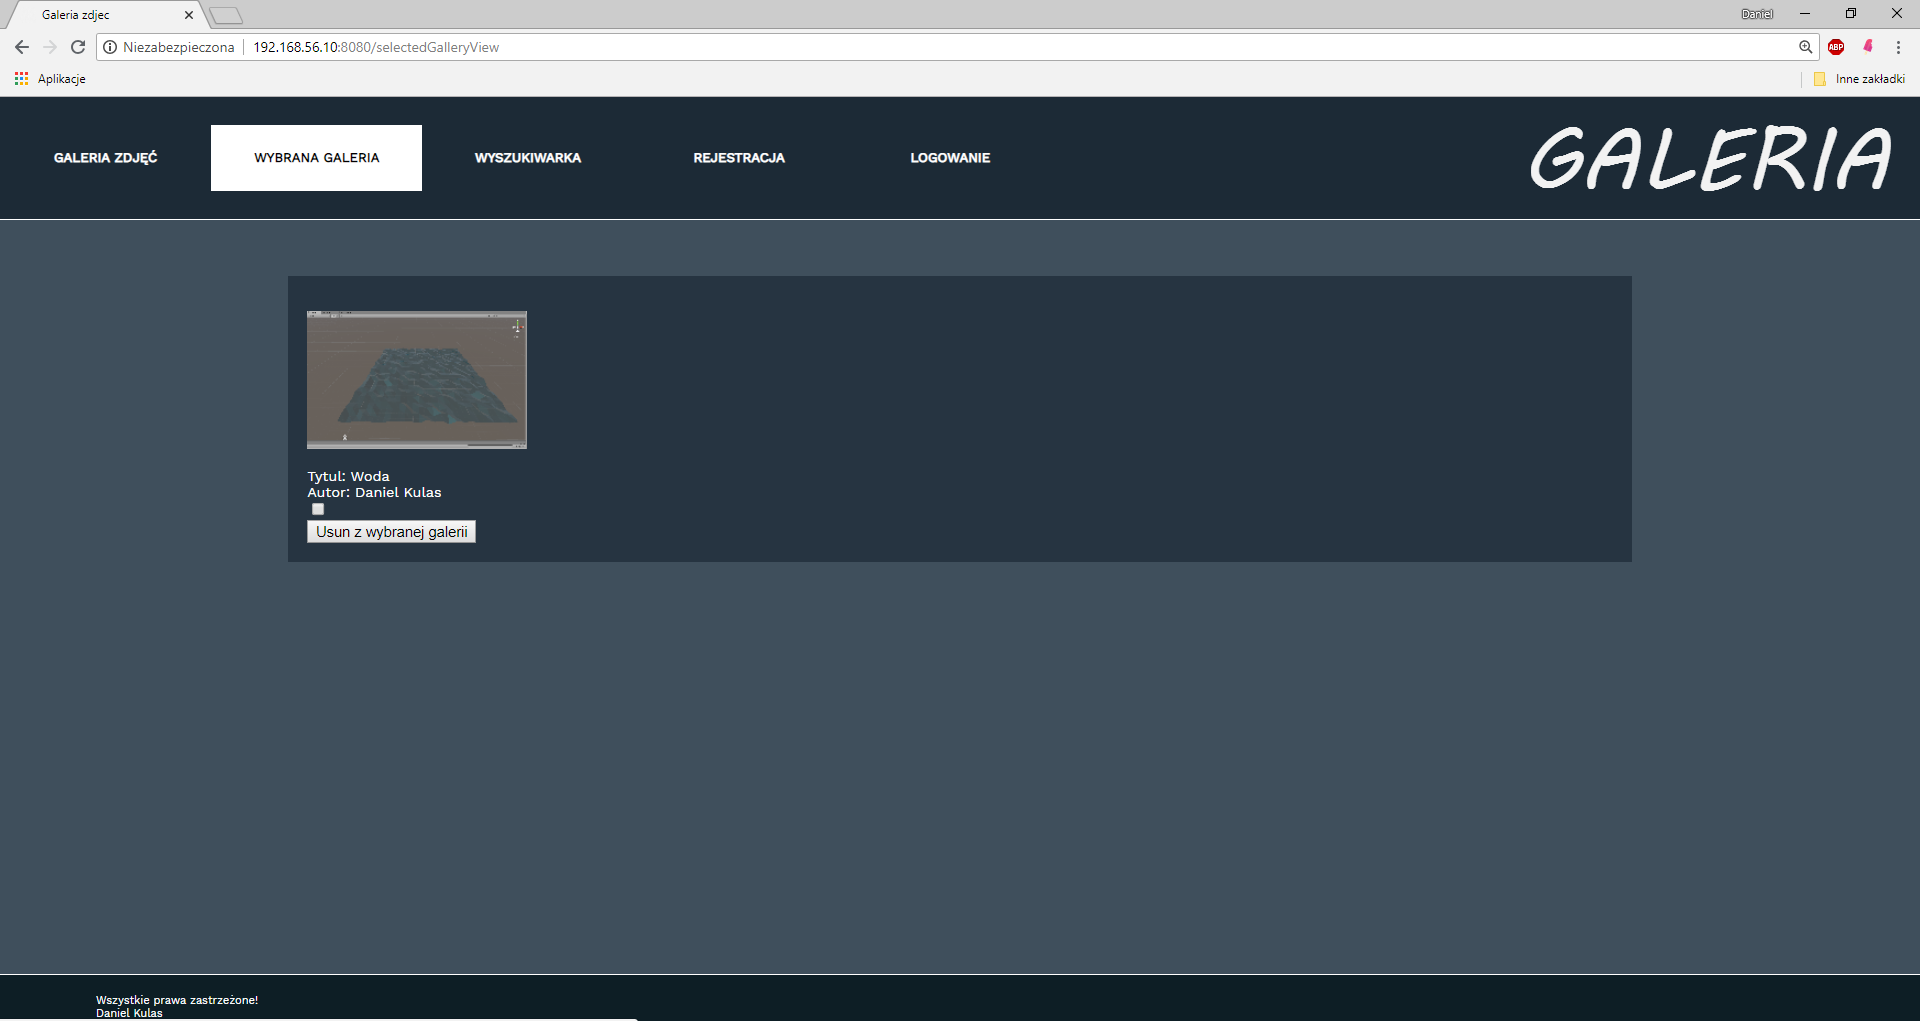 Galeria zdjec
Daniel
Niezabezpieczona
192.168.56.10:8080/selectedGalleryView
ABP
Aplikacje
Inne zakładki
GALERIA ZDJĘĆ
WYBRANA GALERIA
WYSZUKIWARKA
REJESTRACJA
LOGOWANIE
GALERIA
Tytul: Woda
Autor: Daniel Kulas
Usun z wybranej galerii
Wszystkie prawa zastrzeżone!
Daniel Kulas